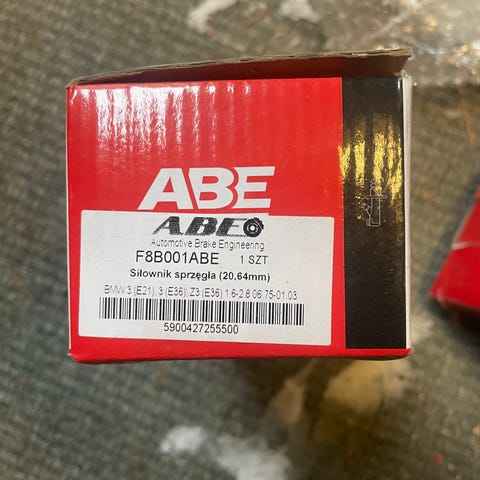 ABE
ABE
Automotive Brake Engineering
F8B001ABE 1 SZT
Siłownik sprzęgła (20,64mm)
BMW 3 (E21), 3 (E36), Z3 (E36) 1.6-2.8 06.75-01.03
5900427255500